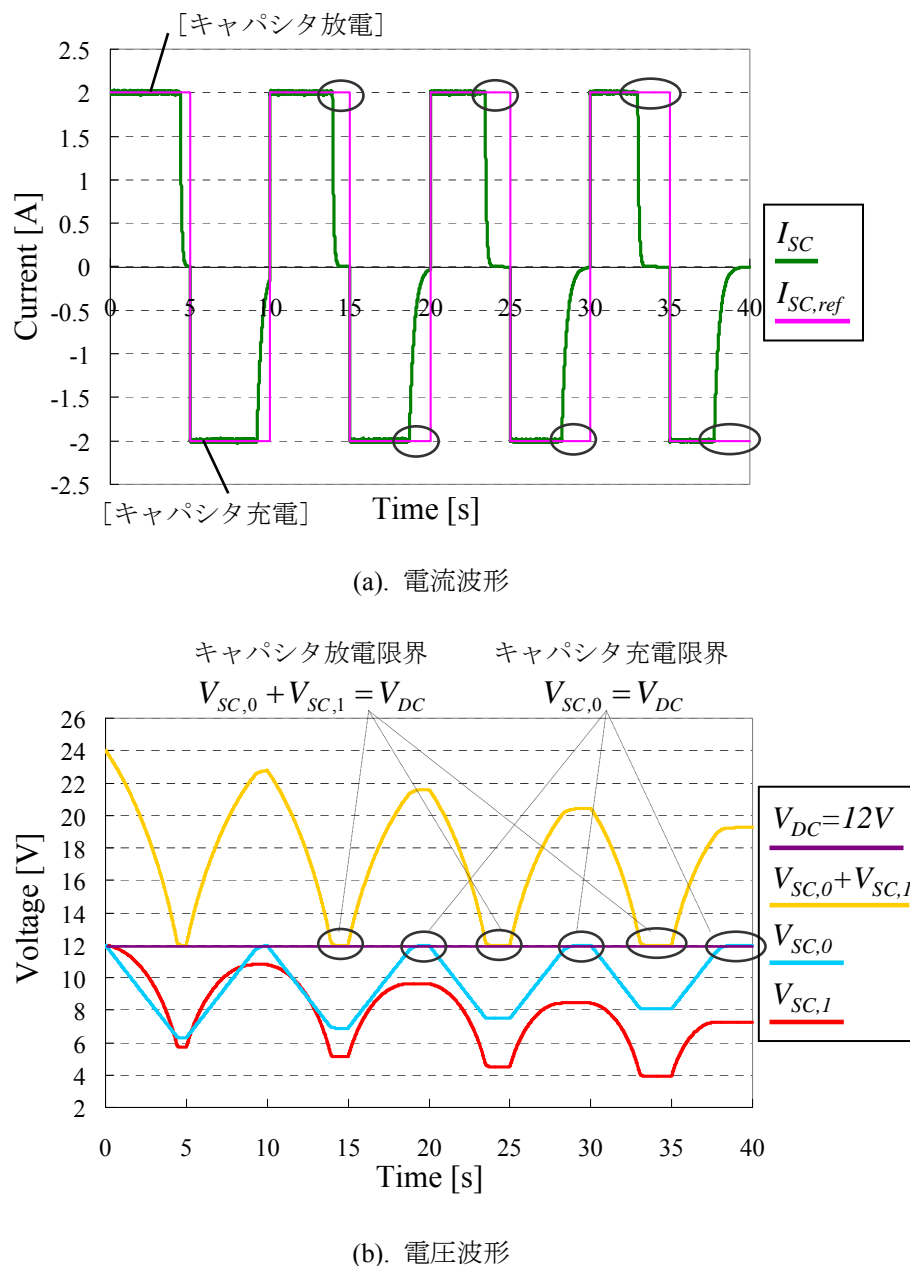 [キャパシタ放電]
2.5
2
1.5
1
0.5
0
-0.5
-1
-1.5
-2
-2.5
Current [A]
0 5 10 15 20 25 30 35 40
I_SC
I_SC,ref
[キャパシタ充電]
Time [s]
(a). 電流波形
キャパシタ放電限界
V_SC,0 + V_SC,1 = V_DC
キャパシタ充電限界
V_SC,0 = V_DC
26
24
22
20
18
16
14
12
10
8
6
4
2
Voltage [V]
V_DC=12V
V_SC,0+V_SC,1
V_SC,0
V_SC,1
0 5 10 15 20 25 30 35 40
Time [s]
(b). 電圧波形